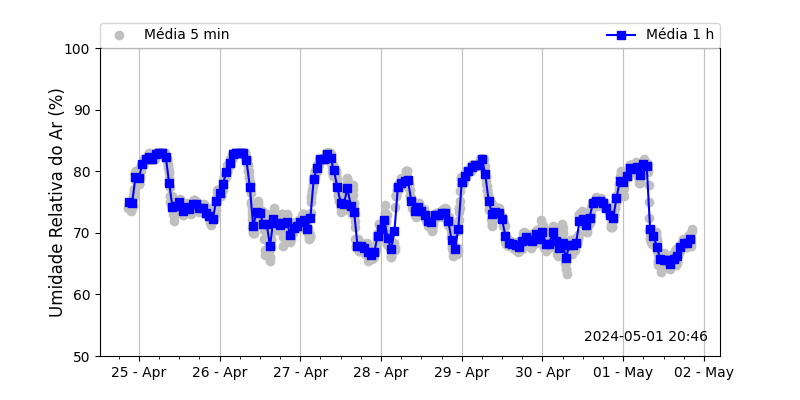 Média 5 min
Média 1 h
Umidade Relativa do Ar (%)
100
90
80
70
60
50
2024-05-01 20:46
25 - Apr
26 - Apr
27 - Apr
28 - Apr
29 - Apr
30 - Apr
01 - May
02 - May